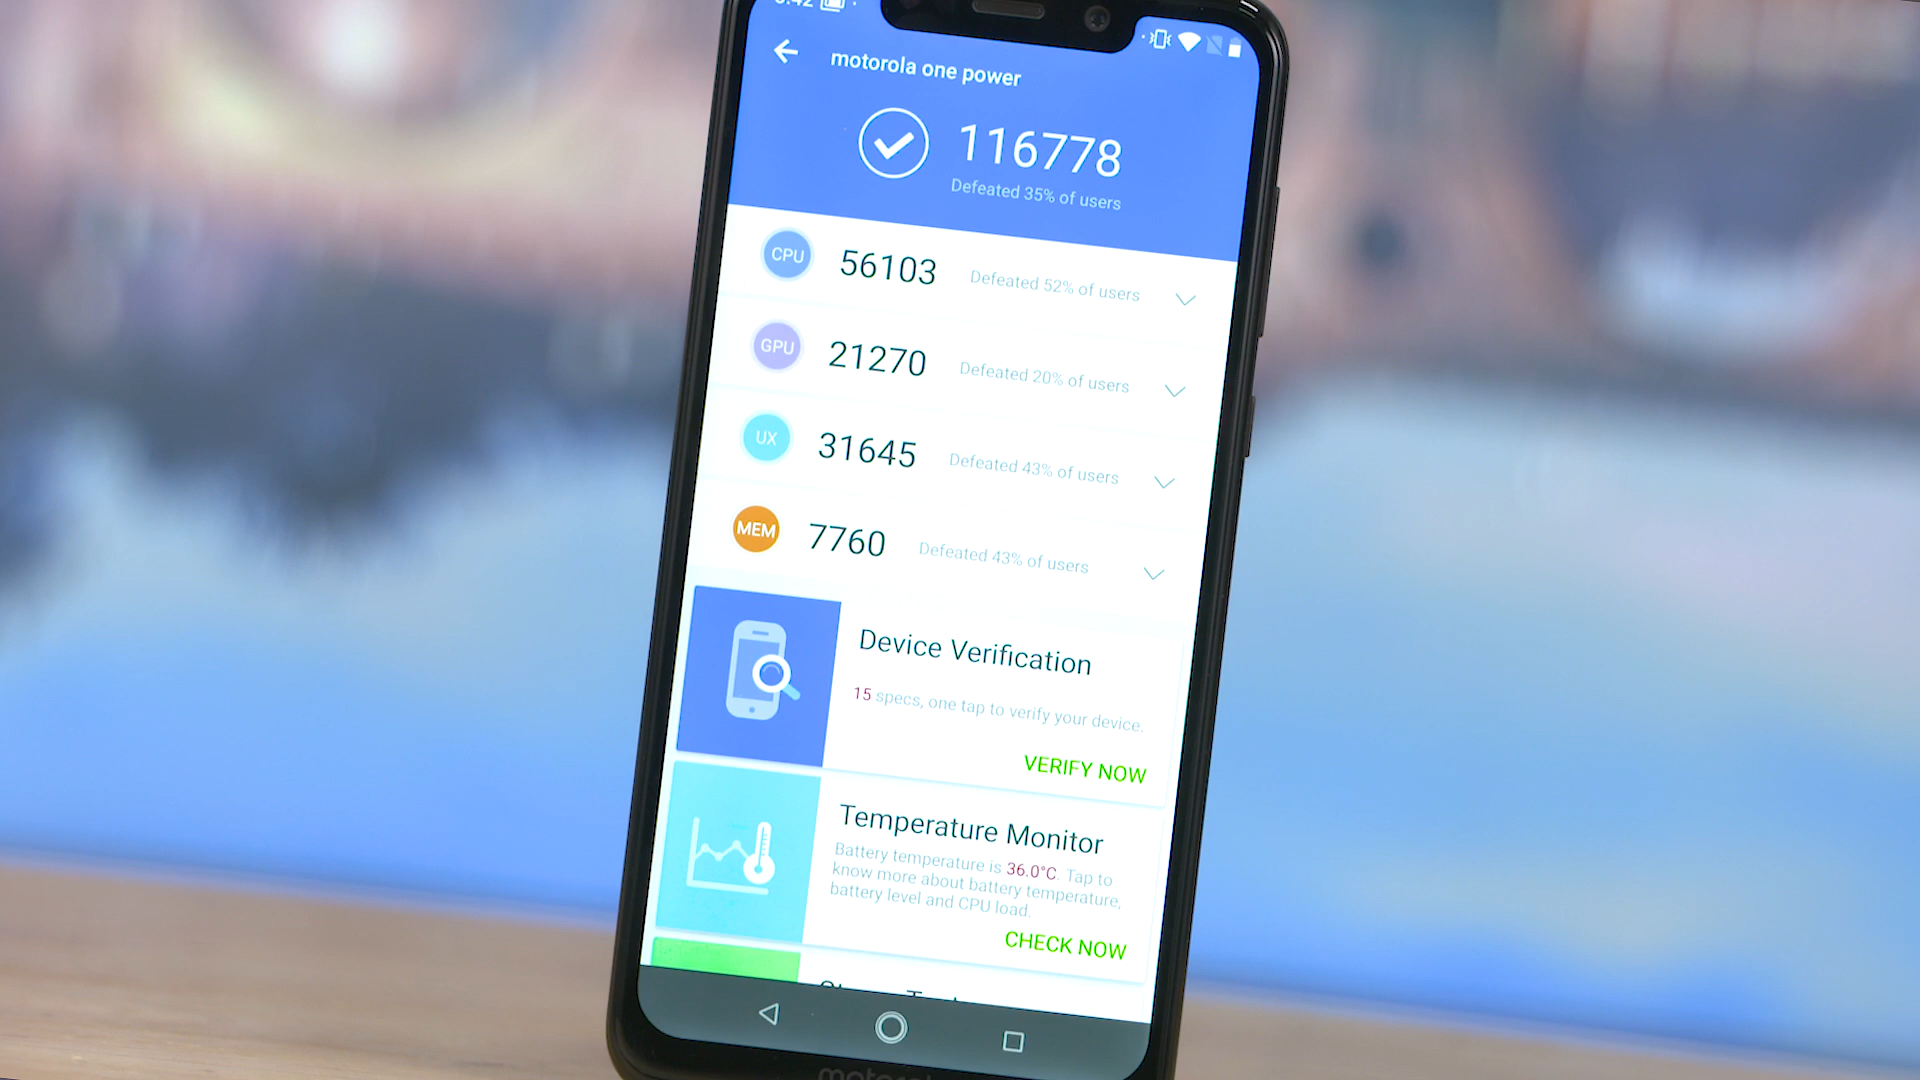 motorola one power
116778
Defeated 35% of users
CPU 56103 Defeated 52% of users
GPU 21270 Defeated 20% of users
UX 31645 Defeated 43% of users
MEM 7760 Defeated 43% of users
Device Verification
15 specs, one tap to verify your device.
VERIFY NOW
Temperature Monitor
Battery temperature is 36.0°C. Tap to
know more about battery temperature,
battery level and CPU load.
CHECK NOW